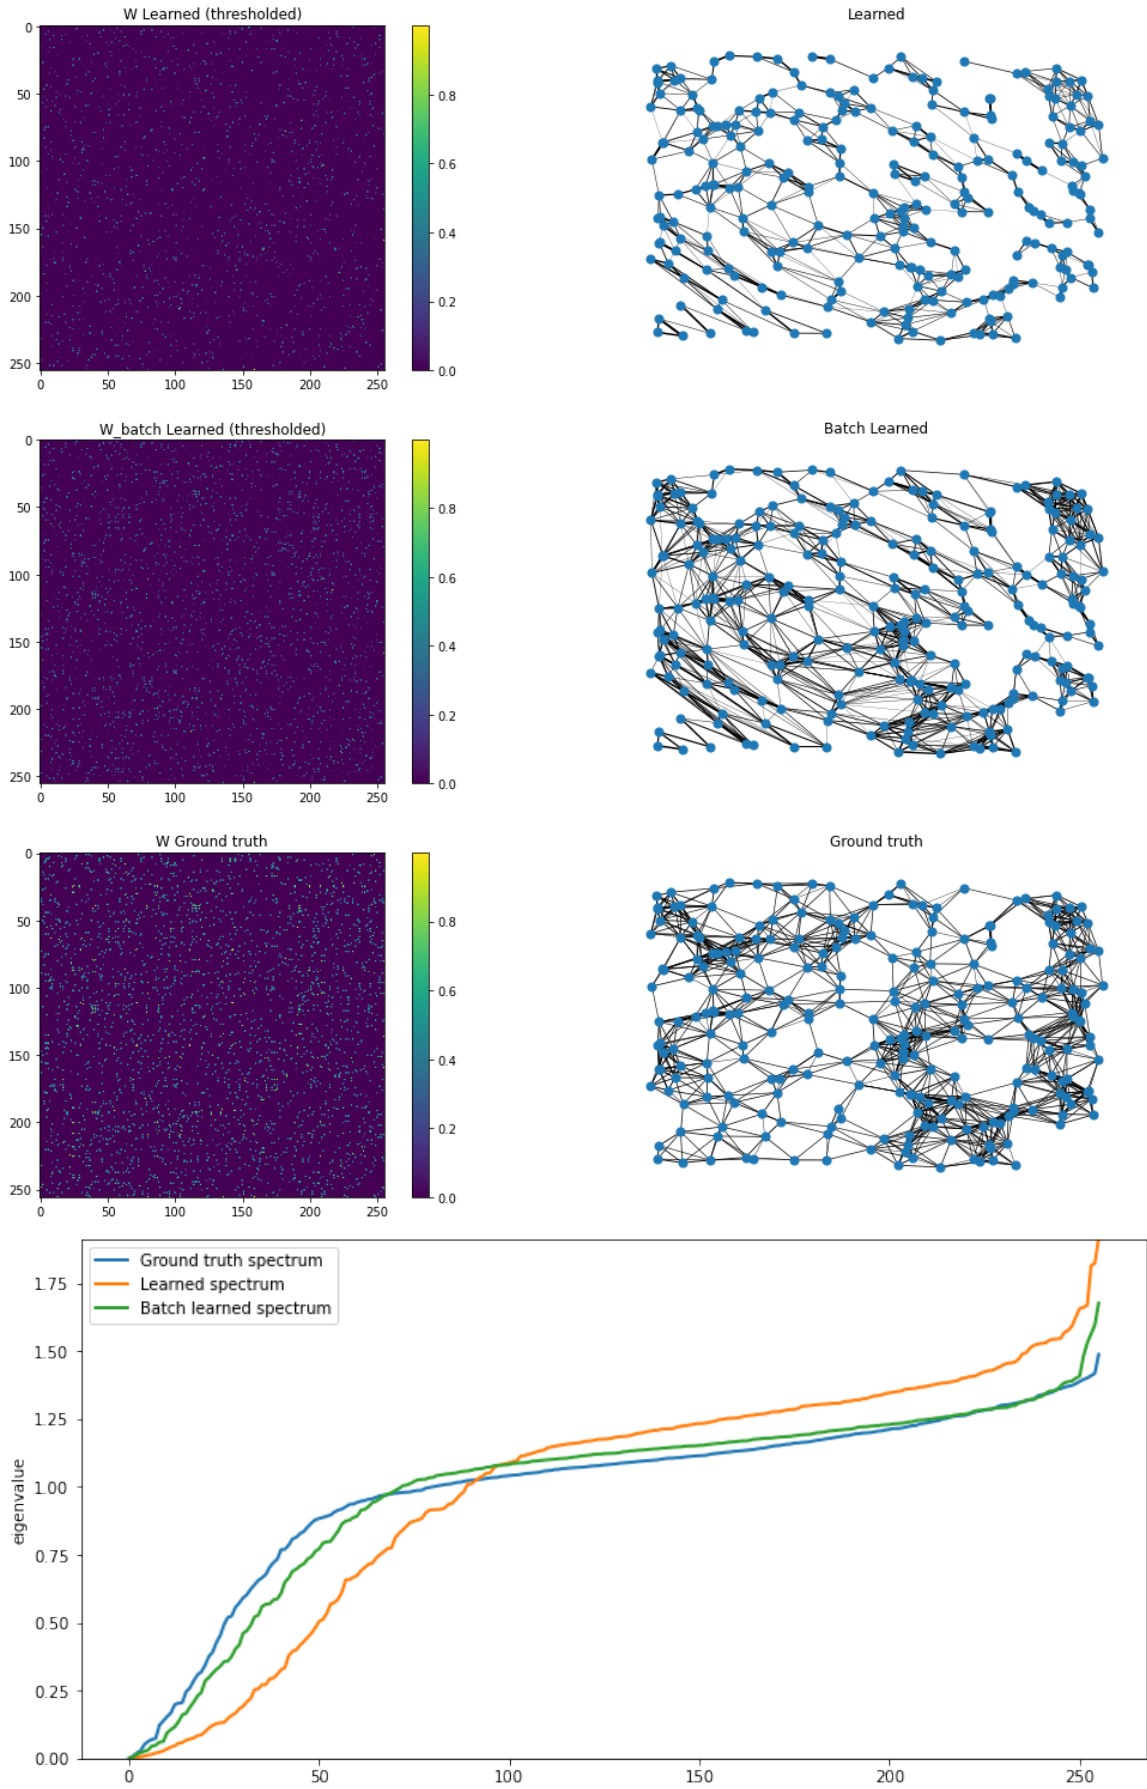 W Learned (thresholded)
Learned
0
50
100
150
200
250
0 50 100 150 200 250
0.8
0.6
0.4
0.2
0.0
W_batch Learned (thresholded)
Batch Learned
0
50
100
150
200
250
0 50 100 150 200 250
0.8
0.6
0.4
0.2
0.0
W Ground truth
Ground truth
0
50
100
150
200
250
0 50 100 150 200 250
0.8
0.6
0.4
0.2
0.0
Ground truth spectrum
Learned spectrum
Batch learned spectrum
eigenvalue
1.75
1.50
1.25
1.00
0.75
0.50
0.25
0.00
0 50 100 150 200 250